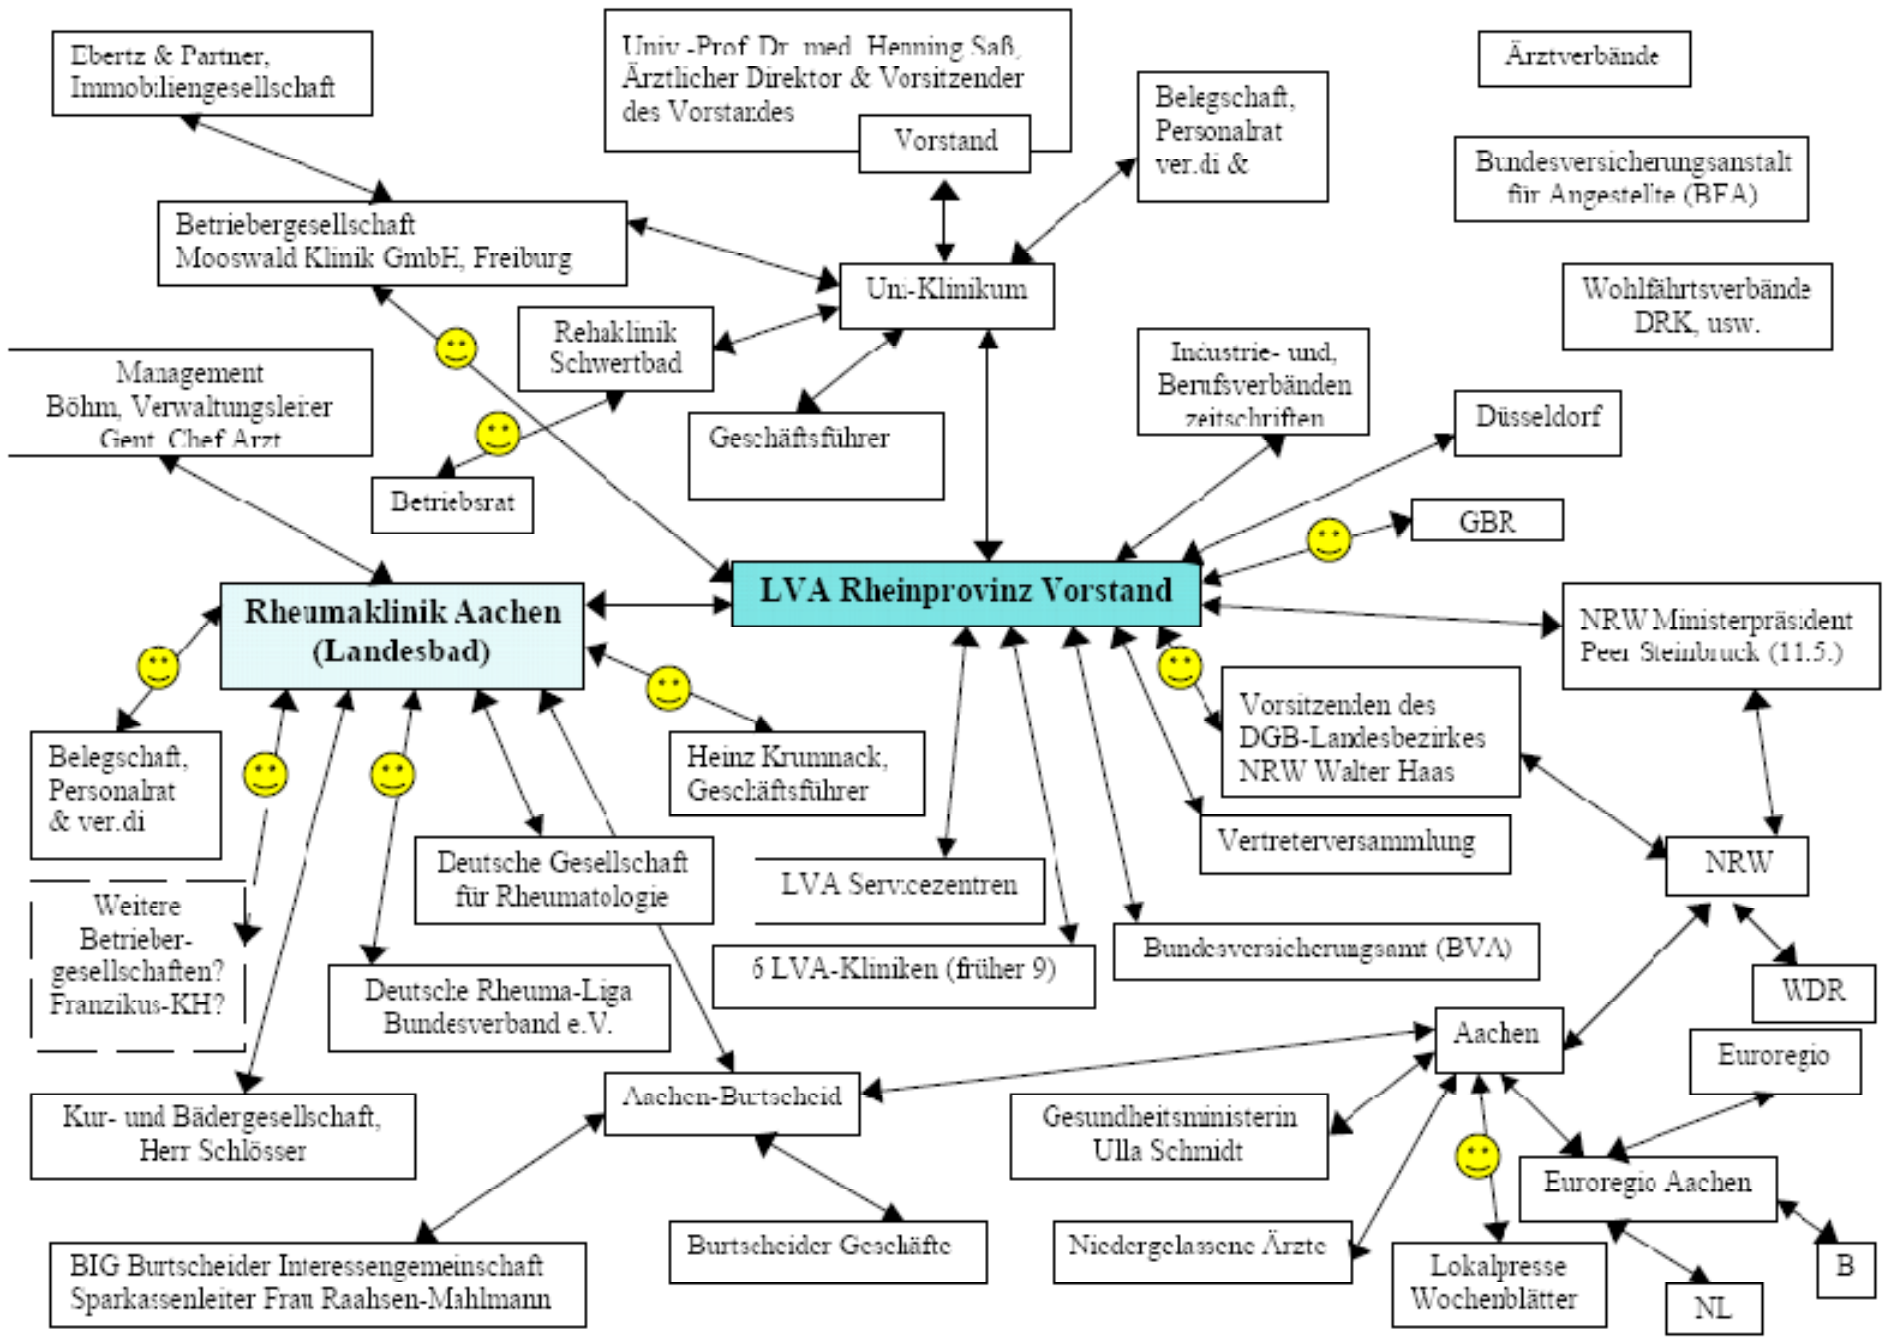 Ebertz & Partner,
Immobiliengesellschaft
Univ.-Prof. Dr. med. Henning Saß,
Ärztlicher Direktor & Vorsitzender
des Vorstandes
Vorstand
Belegschaft,
Personalrat
ver.di &
Ärztverbände
Bundesversicherungsanstalt
für Angestellte (BFA)
Wohlfährtsverbände
DRK, usw.
Betriebergesellschaft
Mooswald Klinik GmbH, Freiburg
Uni-Klinikum
Rehaklinik
Schwertbad
Management
Böhm, Verwaltungsleiter
Gent, Chef Arzt
Geschäftsführer
Betriebsrat
Industrie- und,
Berufsverbänden
zeitschriften
Düsseldorf
GBR
LVA Rheinprovinz Vorstand
Rheumaklinik Aachen
(Landesbad)
NRW Ministerpräsident
Peer Steinbruck (11.5.)
Vorsitzenden des
DGB-Landesbezirkes
NRW Walter Haas
Belegschaft,
Personalrat
& ver.di
Heinz Krumnack,
Geschäftsführer
Vertreterversammlung
NRW
Deutsche Gesellschaft
für Rheumatologie
LVA Servicezentren
Weitere
Betrieber-
gesellschaften?
Franzikus-KH?
Bundesversicherungsamt (BVA)
6 LVA-Kliniken (früher 9)
Deutsche Rheuma-Liga
Bundesverband e.V.
WDR
Aachen
Euroregio
Aachen-Burtscheid
Kur- und Bädergesellschaft,
Herr Schlösser
Gesundheitsministerin
Ulla Schmidt
Euroregio Aachen
BIG Burtscheider Interessengemeinschaft
Sparkassenleiter Frau Raahsen-Mahlmann
Burtscheider Geschäfte
Niedergelassene Ärzte
Lokalpresse
Wochenblätter
NL
B